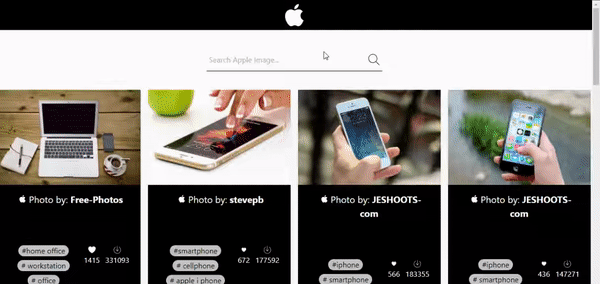 Search Apple Image...
Photo by: Free-Photos
#home office
# workstation
# office
1415
331093
Photo by: stevepb
#smartphone
# cellphone
# apple i phone
672
177592
Photo by: JESHOOTS-
com
#iphone
# smartphone
566
183355
Photo by: JESHOOTS-
com
#iphone
# smartphone
436
147271